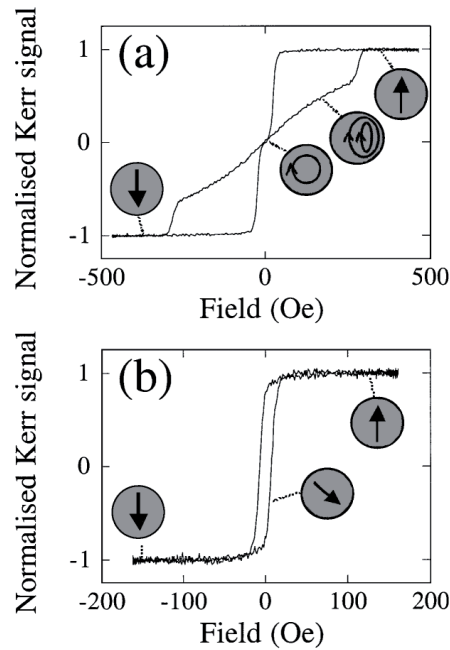 (a)
Normalised Kerr signal
1
0
-1
-500
0
500
Field (Oe)
(b)
Normalised Kerr signal
1
0
-1
-200
-100
0
100
200
Field (Oe)